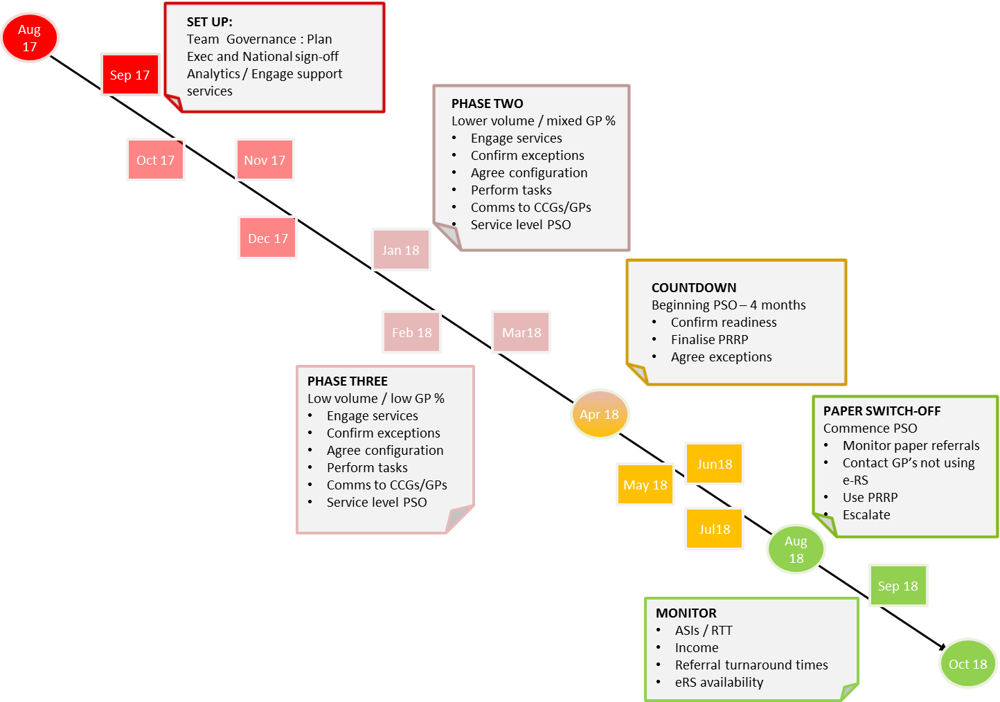 Aug
17
SET UP:
Team Governance : Plan
Exec and National sign-off
Analytics / Engage support
services
Sep 17
Oct 17
Nov 17
Dec 17
PHASE TWO
Lower volume / mixed GP %
• Engage services
• Confirm exceptions
• Agree configuration
• Perform tasks
• Comms to CCGs/GPs
• Service level PSO
Jan 18
Feb 18
Mar18
PHASE THREE
Low volume / low GP %
• Engage services
• Confirm exceptions
• Agree configuration
• Perform tasks
• Comms to CCGs/GPs
• Service level PSO
COUNTDOWN
Beginning PSO – 4 months
• Confirm readiness
• Finalise PRRP
• Agree exceptions
Apr 18
May 18
Jun18
Jul18
PAPER SWITCH-OFF
Commence PSO
• Monitor paper referrals
• Contact GP’s not using
e-RS
• Use PRRP
• Escalate
Aug
18
Sep 18
MONITOR
• ASIs / RTT
• Income
• Referral turnaround times
• eRS availability
Oct 18